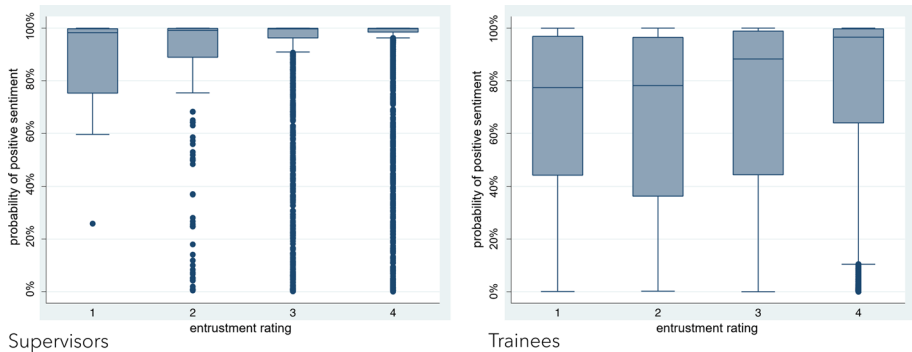 probability of positive sentiment
100%
80%
60%
40%
20%
0%
1 2 3 4
entrustment rating
Supervisors
probability of positive sentiment
100%
80%
60%
40%
20%
0%
1 2 3 4
entrustment rating
Trainees